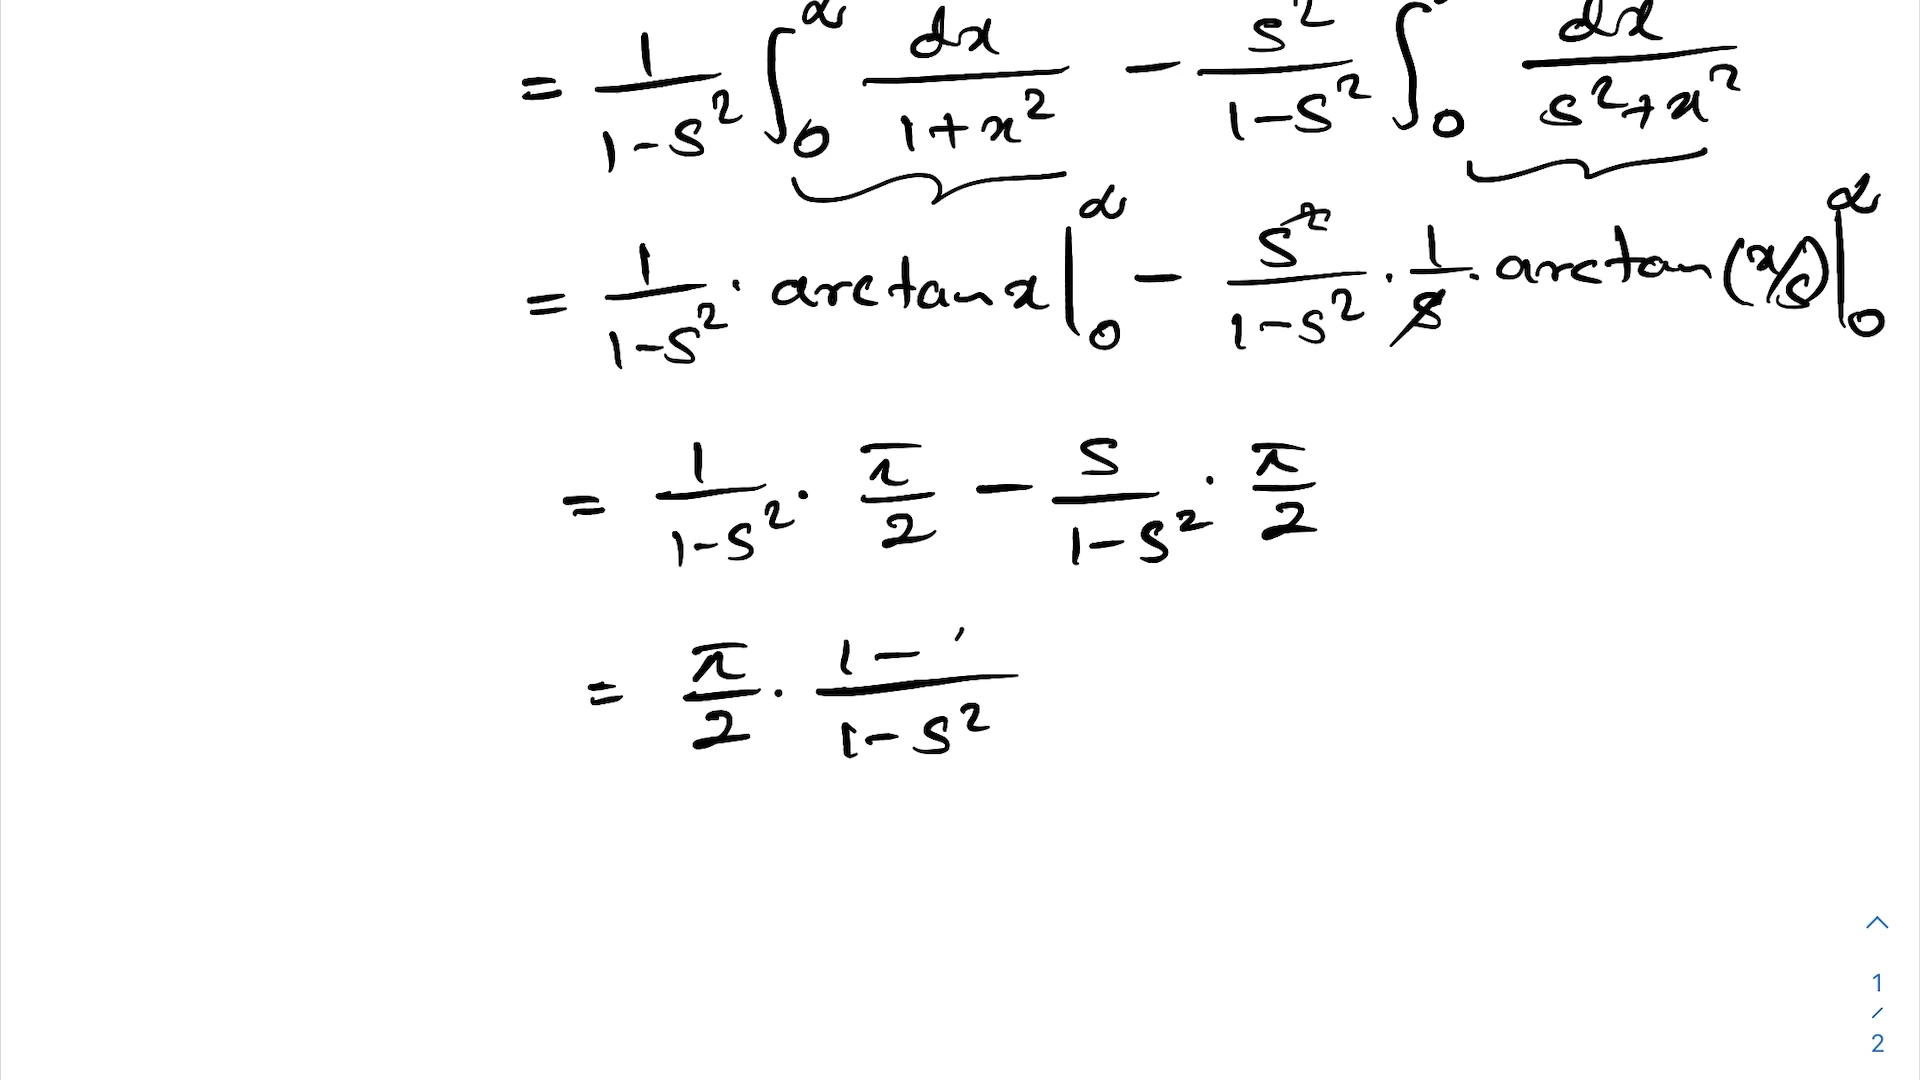 = 1/(1-s²) ∫₀^∞ dx/(1+x²) - s²/(1-s²) ∫₀ dx/(s²+x²)
= 1/(1-s²) · arctan x |₀^∞ - s²/(1-s²) · 1/s · arctan(x/s) |₀^∞
= 1/(1-s²) · π/2 - s/(1-s²) · π/2
= π/2 · (1-)/(1-s²)
1
/
2